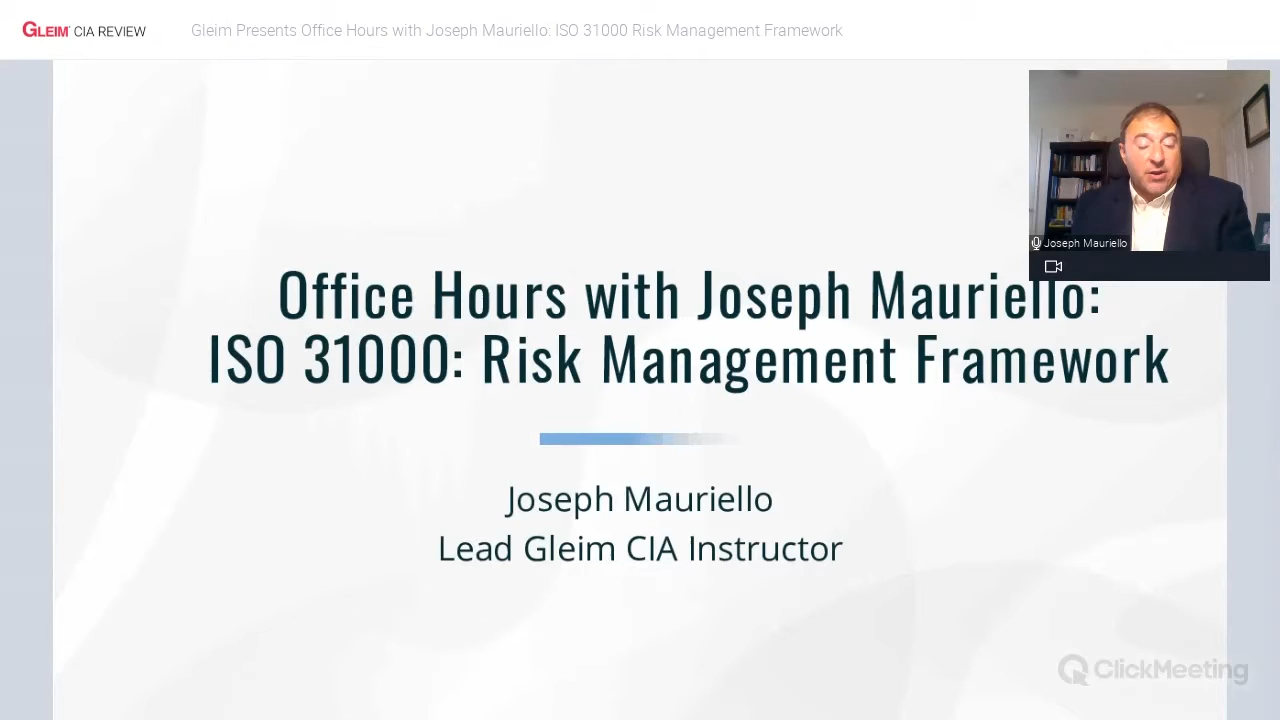 GLEIM CIA REVIEW
Gleim Presents Office Hours with Joseph Mauriello: ISO 31000 Risk Management Framework
Joseph Mauriello
Office Hours with Joseph Mauriello:
ISO 31000: Risk Management Framework
Joseph Mauriello
Lead Gleim CIA Instructor
ClickMeeting